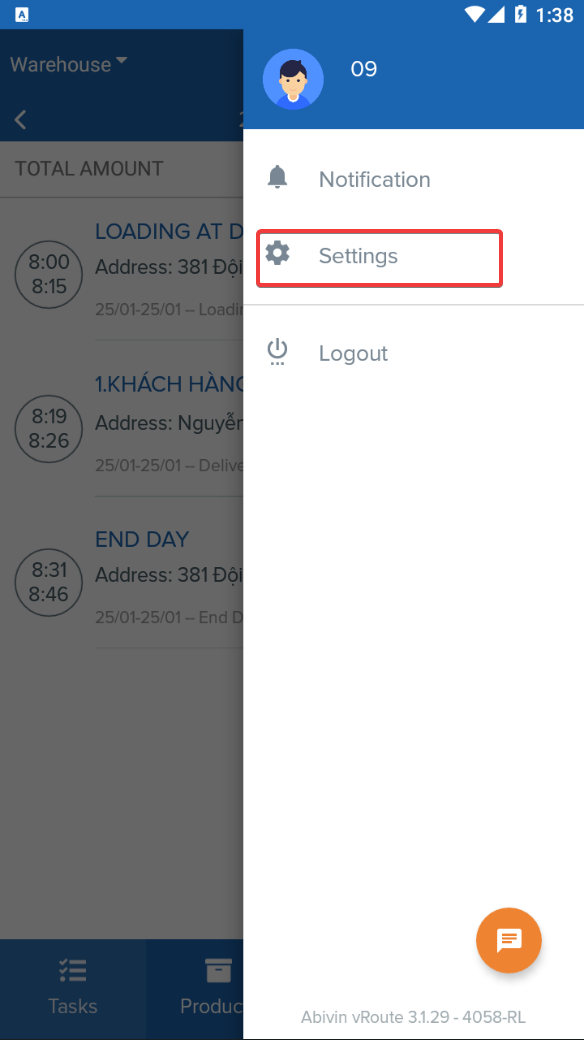 1:38
Warehouse
09
TOTAL AMOUNT
Notification
Settings
Logout
8:00
8:15
LOADING AT D
Address: 381 Đội
25/01-25/01 -- Loadin
8:19
8:26
1.KHÁCH HÀNG
Address: Nguyễn
25/01-25/01 -- Delive
8:31
8:46
END DAY
Address: 381 Đội
25/01-25/01 -- End D
Tasks
Produc
Abivin vRoute 3.1.29 - 4058-RL